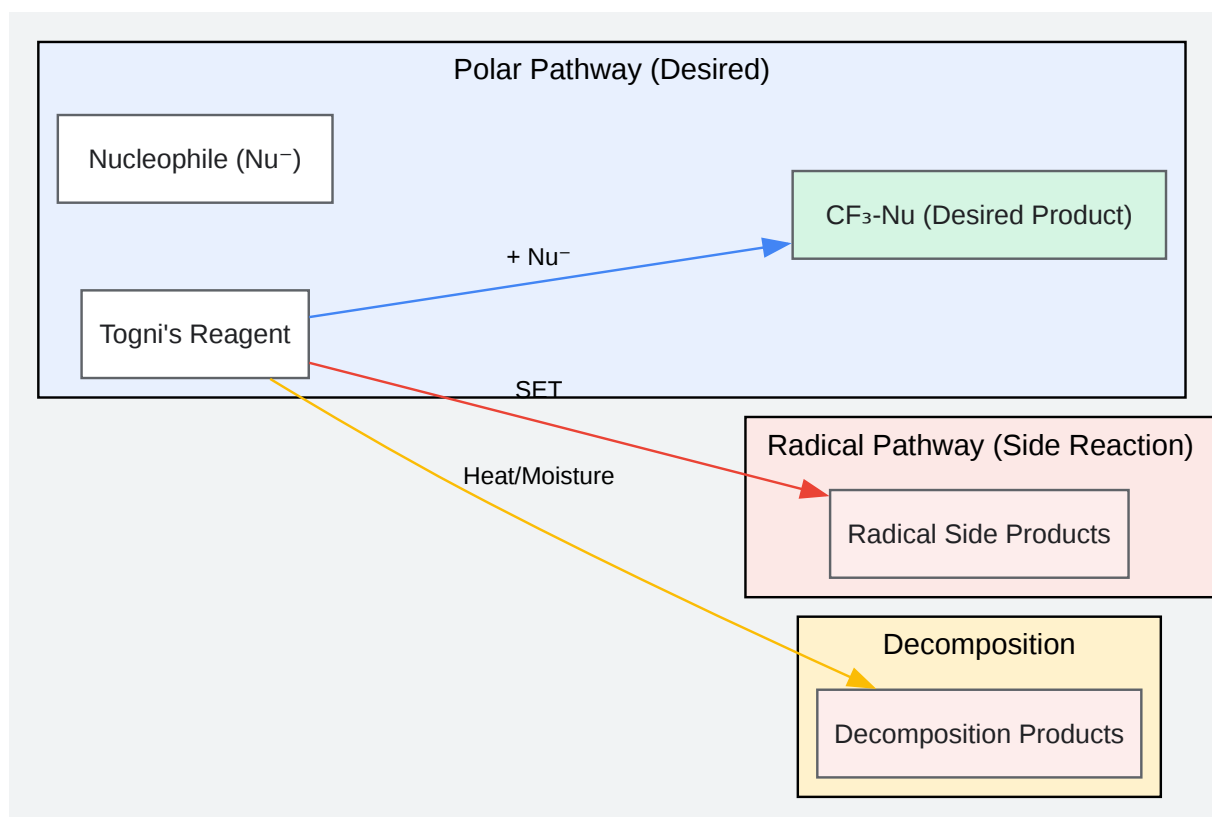 Polar Pathway (Desired)
Nucleophile (Nu⁻)
CF₃-Nu (Desired Product)
+ Nu⁻
Togni's Reagent
SET
Radical Pathway (Side Reaction)
Heat/Moisture
Radical Side Products
Decomposition
Decomposition Products